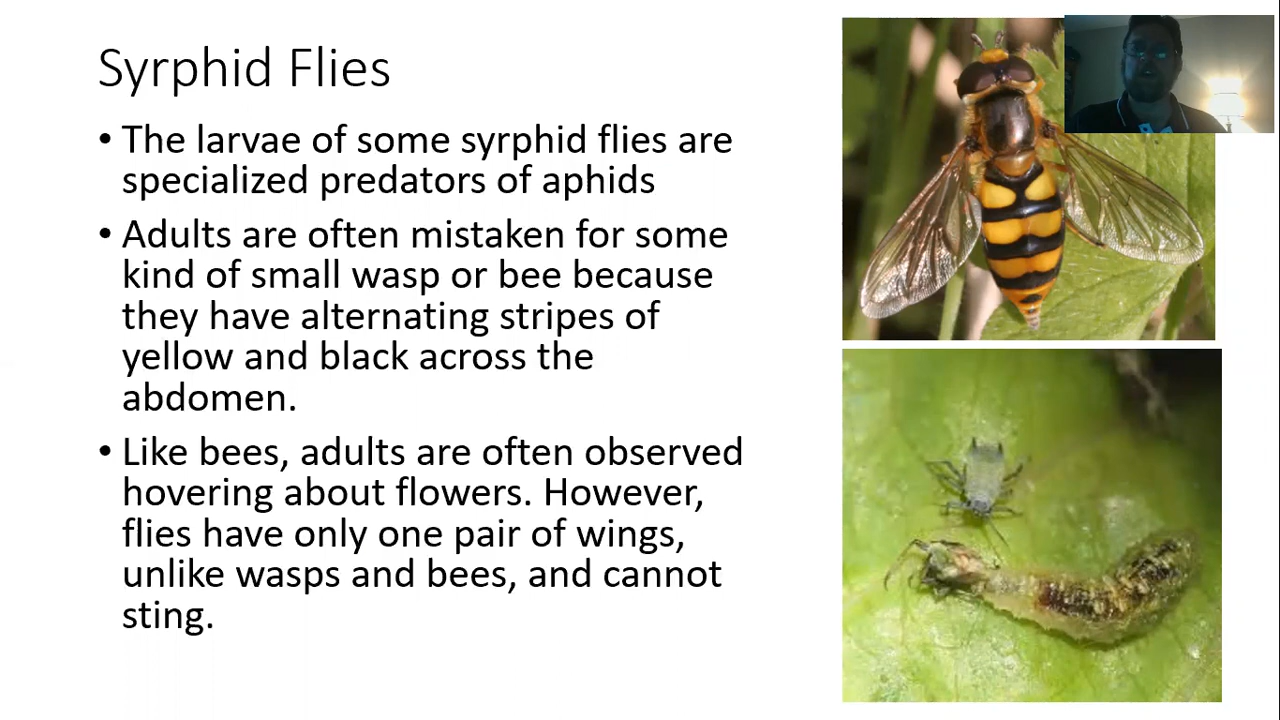 Syrphid Flies
• The larvae of some syrphid flies are
specialized predators of aphids
• Adults are often mistaken for some
kind of small wasp or bee because
they have alternating stripes of
yellow and black across the
abdomen.
• Like bees, adults are often observed
hovering about flowers. However,
flies have only one pair of wings,
unlike wasps and bees, and cannot
sting.